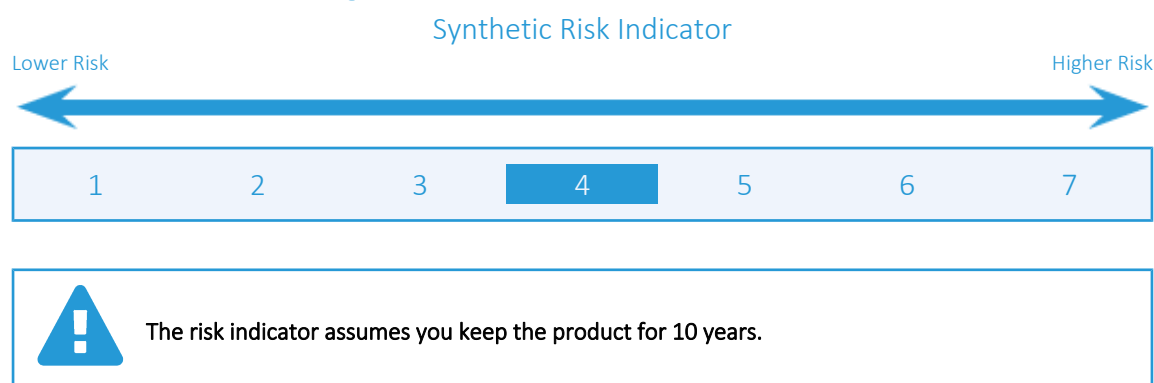 Synthetic Risk Indicator
Lower Risk
Higher Risk
1 2 3 4 5 6 7
The risk indicator assumes you keep the product for 10 years.